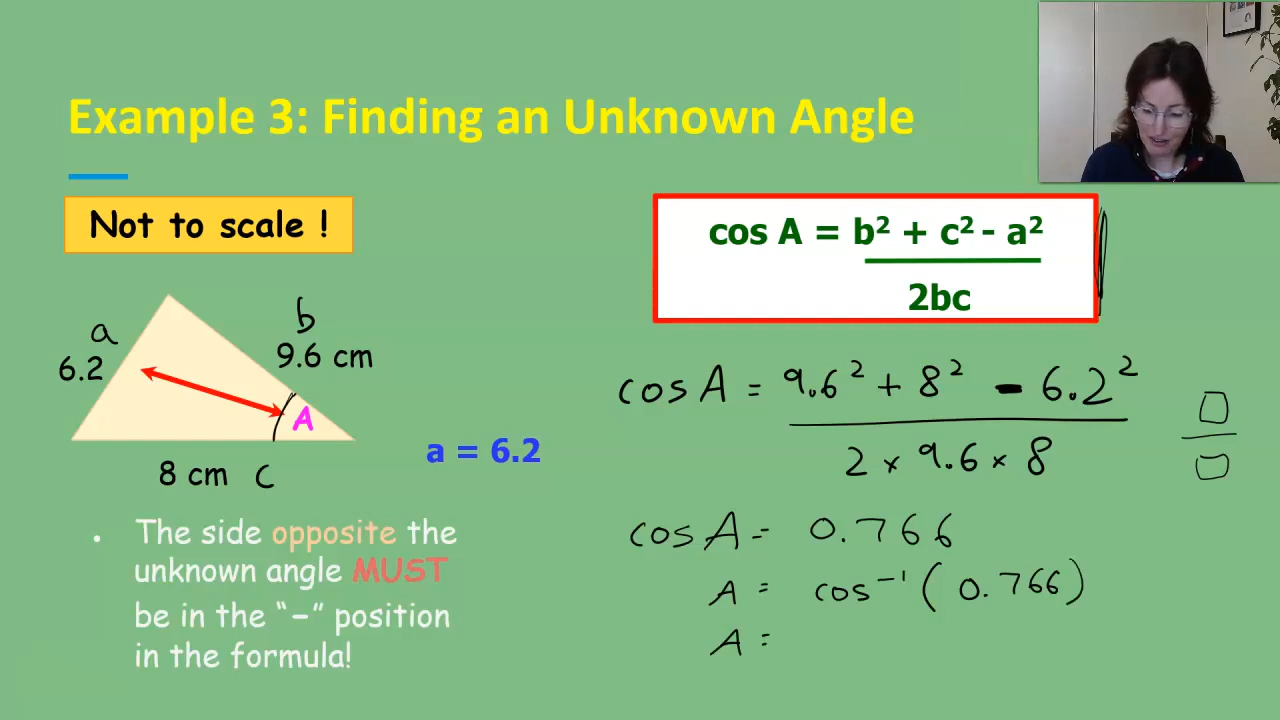 Example 3: Finding an Unknown Angle
Not to scale !
cos A = b² + c² - a²
2bc
a
6.2
b
9.6 cm
A
8 cm c
a = 6.2
• The side opposite the
unknown angle MUST
be in the “–” position
in the formula!
cos A = 9.6² + 8² - 6.2²
2 × 9.6 × 8
cos A = 0.766
A = cos⁻¹ (0.766)
A =